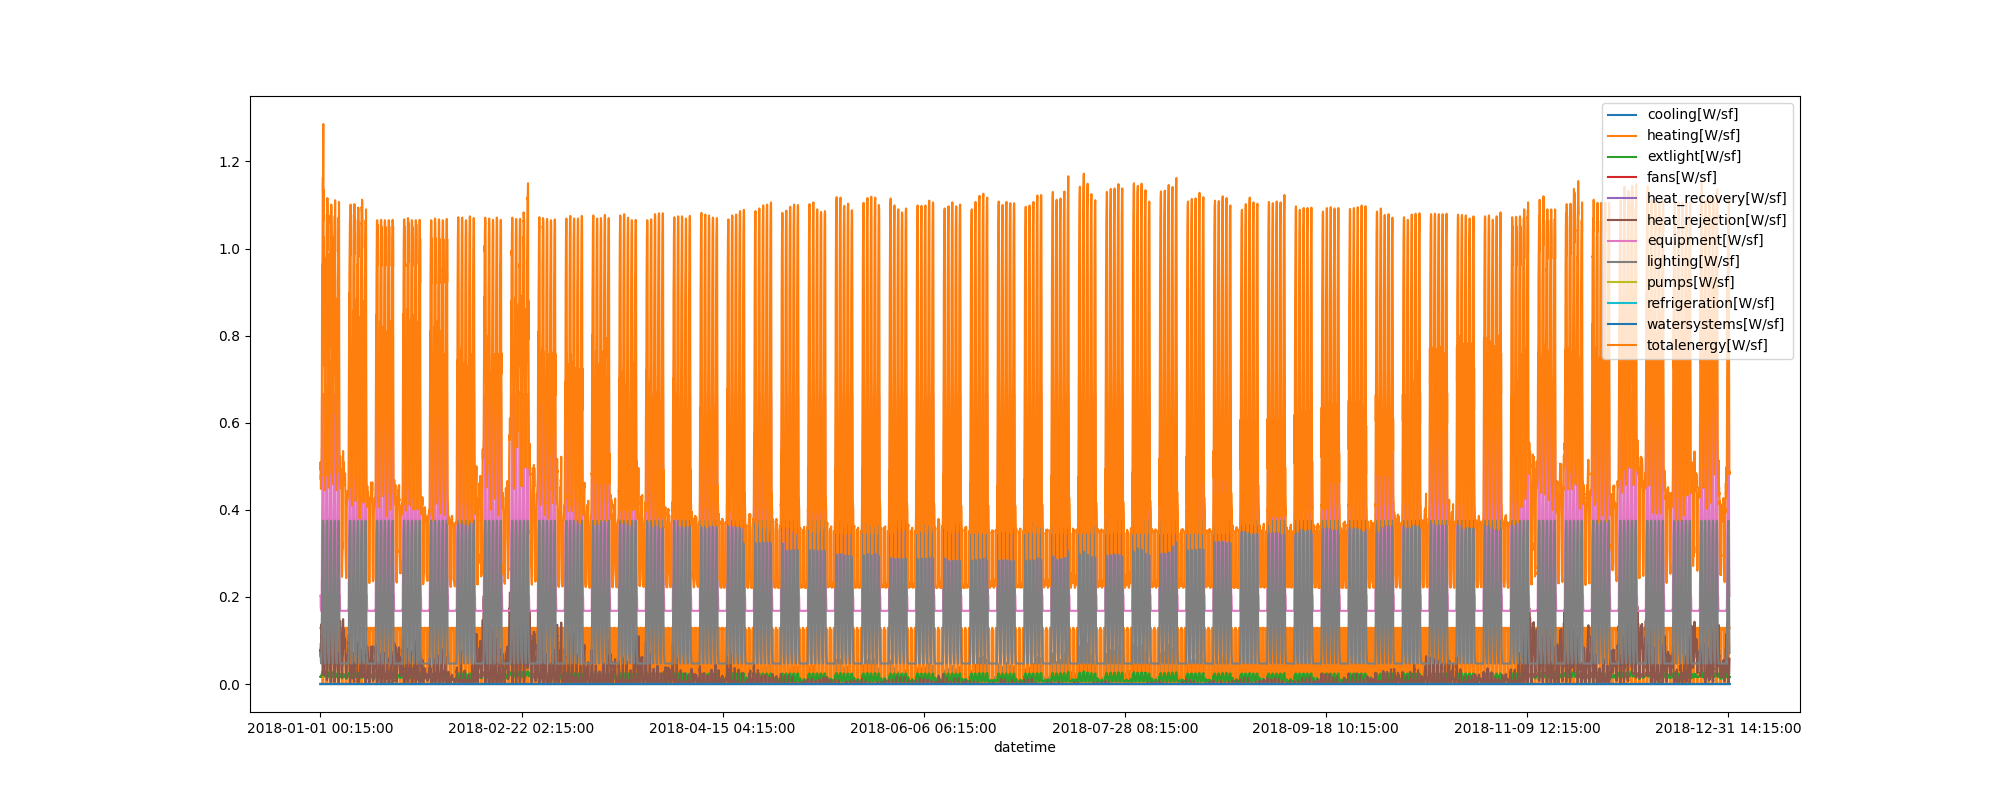 cooling[W/sf]
heating[W/sf]
extlight[W/sf]
fans[W/sf]
heat_recovery[W/sf]
heat_rejection[W/sf]
equipment[W/sf]
lighting[W/sf]
pumps[W/sf]
refrigeration[W/sf]
watersystems[W/sf]
totalenergy[W/sf]
1.2
1.0
0.8
0.6
0.4
0.2
0.0
2018-01-01 00:15:00
2018-02-22 02:15:00
2018-04-15 04:15:00
2018-06-06 06:15:00
2018-07-28 08:15:00
2018-09-18 10:15:00
2018-11-09 12:15:00
2018-12-31 14:15:00
datetime